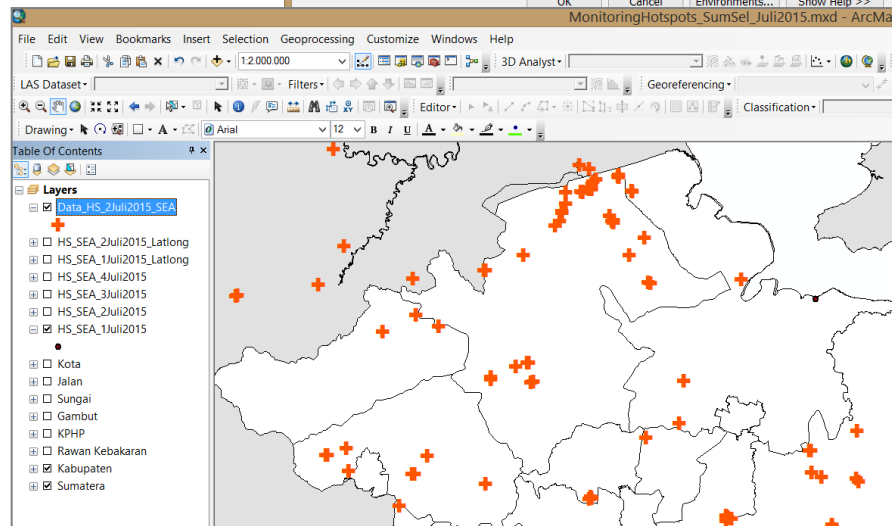 OK Cancel Environments... Show Help >>
MonitoringHotspots_SumSel_Juli2015.mxd - ArcMa
File Edit View Bookmarks Insert Selection Geoprocessing Customize Windows Help
1:2.000.000 3D Analyst
LAS Dataset Filters Georeferencing
Editor Classification
Drawing A Arial 12 B I U A
Table Of Contents
Layers
Data_HS_2Juli2015_SEA
HS_SEA_2Juli2015_Latlong
HS_SEA_1Juli2015_Latlong
HS_SEA_4Juli2015
HS_SEA_3Juli2015
HS_SEA_2Juli2015
HS_SEA_1Juli2015
Kota
Jalan
Sungai
Gambut
KPHP
Rawan Kebakaran
Kabupaten
Sumatera